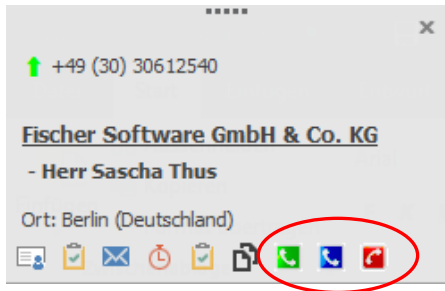 +49 (30) 30612540
Fischer Software GmbH & Co. KG
- Herr Sascha Thus
Ort: Berlin (Deutschland)